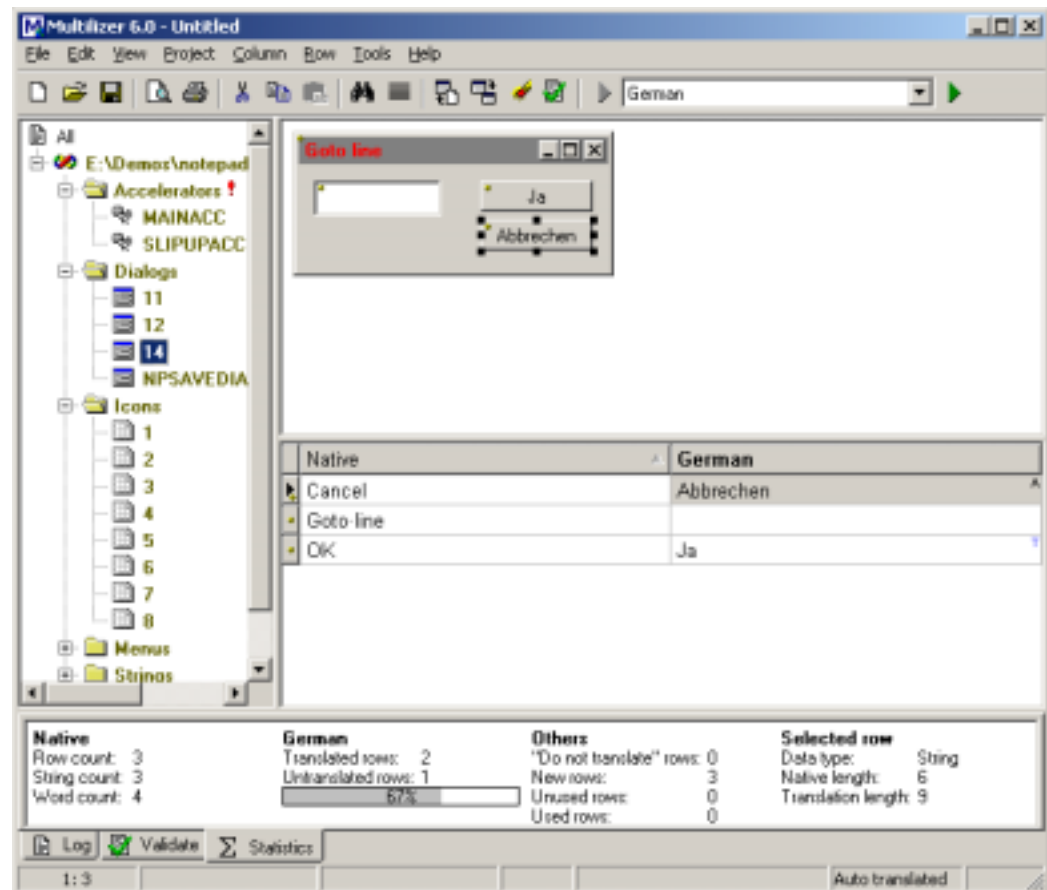 Multilizer 6.0 - Untitled
File Edit View Project Column Row Tools Help
German
All
E:\Demos\notepad
Accelerators !
MAINACC
SLIPUPACC
Dialogs
11
12
14
NPSAVEDIA
Icons
1
2
3
4
5
6
7
8
Menus
Strings
Goto line
Ja
Abbrechen
Native German
Cancel Abbrechen
Goto line
OK Ja
Native German Others Selected row
Row count: 3 Translated rows: 2 "Do not translate" rows: 0 Data type: String
String count: 3 Untranslated rows: 1 New rows: 3 Native length: 6
Word count: 4 67% Unused rows: 0 Translation length: 9
Used rows: 0
Log Validate Σ Statistics
1: 3 Auto translated